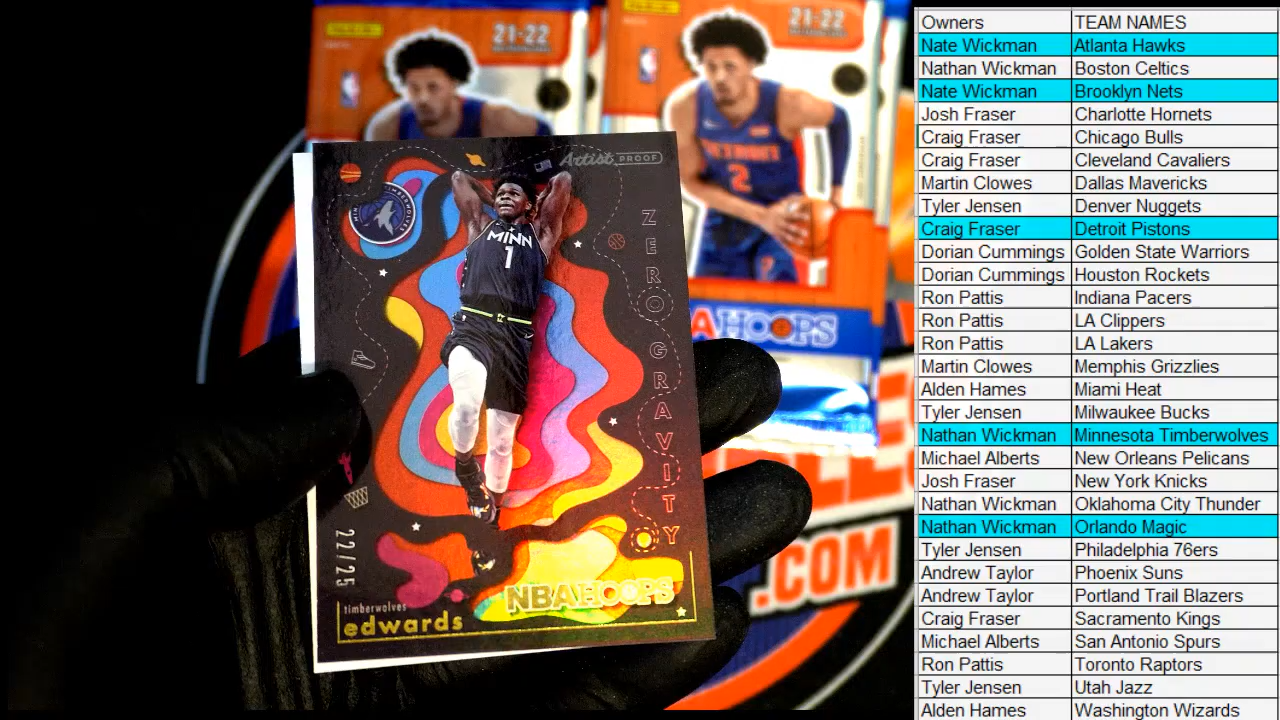 21-22
21-22
DETROIT
2
HOOPS
Artist PROOF
MINN
1
ZERO GRAVITY
22/25
NBA HOOPS
timberwolves
edwards
.COM
Owners TEAM NAMES
Nate Wickman Atlanta Hawks
Nathan Wickman Boston Celtics
Nate Wickman Brooklyn Nets
Josh Fraser Charlotte Hornets
Craig Fraser Chicago Bulls
Craig Fraser Cleveland Cavaliers
Martin Clowes Dallas Mavericks
Tyler Jensen Denver Nuggets
Craig Fraser Detroit Pistons
Dorian Cummings Golden State Warriors
Dorian Cummings Houston Rockets
Ron Pattis Indiana Pacers
Ron Pattis LA Clippers
Ron Pattis LA Lakers
Martin Clowes Memphis Grizzlies
Alden Hames Miami Heat
Tyler Jensen Milwaukee Bucks
Nathan Wickman Minnesota Timberwolves
Michael Alberts New Orleans Pelicans
Josh Fraser New York Knicks
Nathan Wickman Oklahoma City Thunder
Nathan Wickman Orlando Magic
Tyler Jensen Philadelphia 76ers
Andrew Taylor Phoenix Suns
Andrew Taylor Portland Trail Blazers
Craig Fraser Sacramento Kings
Michael Alberts San Antonio Spurs
Ron Pattis Toronto Raptors
Tyler Jensen Utah Jazz
Alden Hames Washington Wizards